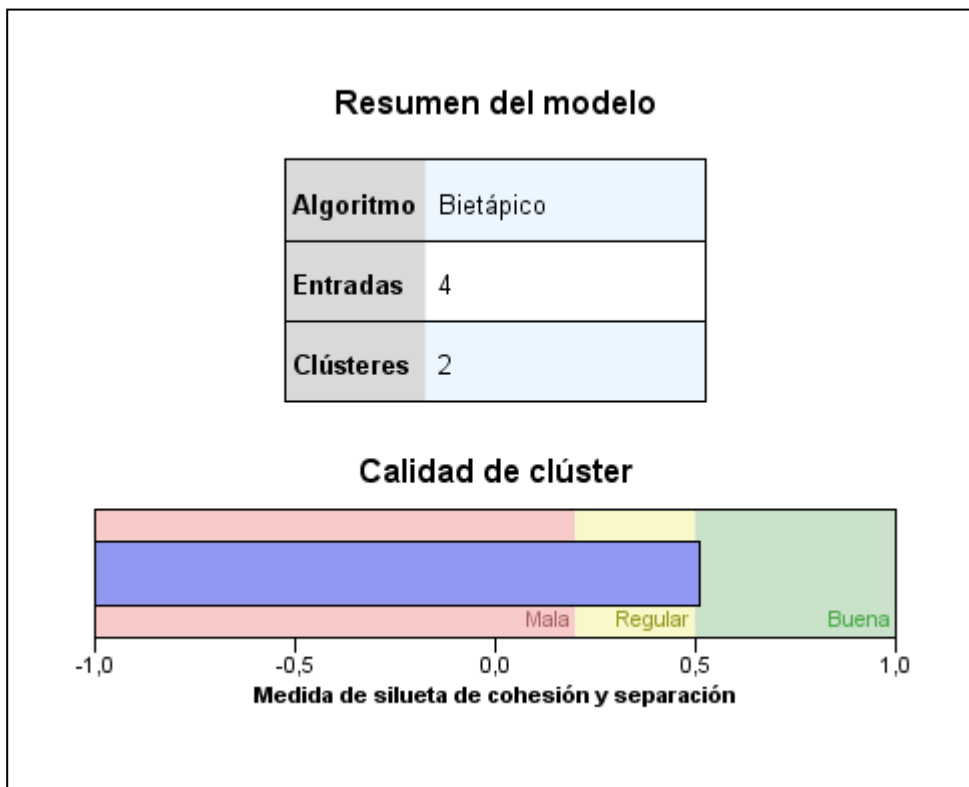 Resumen del modelo
Algoritmo Bietápico
Entradas 4
Clústeres 2
Calidad de clúster
Mala Regular Buena
-1,0 -0,5 0,0 0,5 1,0
Medida de silueta de cohesión y separación